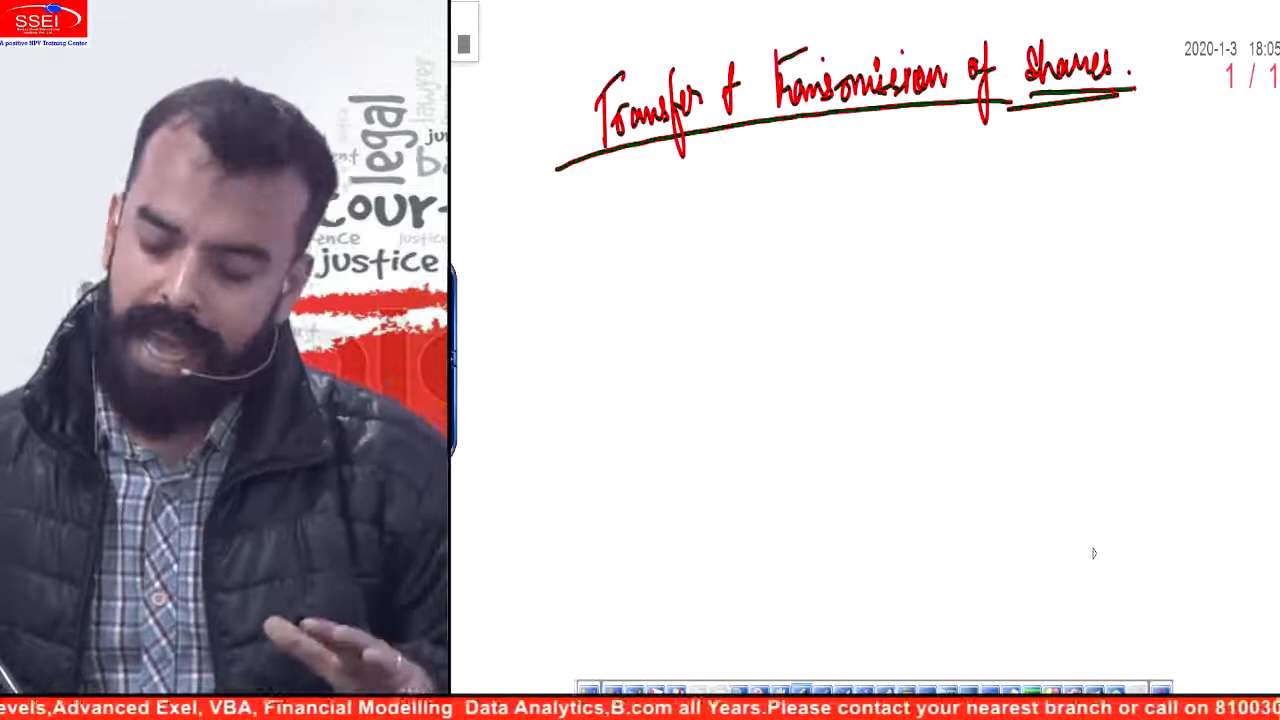 SSEI
A positive HPV Training Center
legal
lawyer
COUR
justice
justice
Transfer & Transmission of shares.
2020-1-3 18:05
1 / 1
evels,Advanced Exel, VBA, Financial Modelling Data Analytics,B.com all Years.Please contact your nearest branch or call on 810030